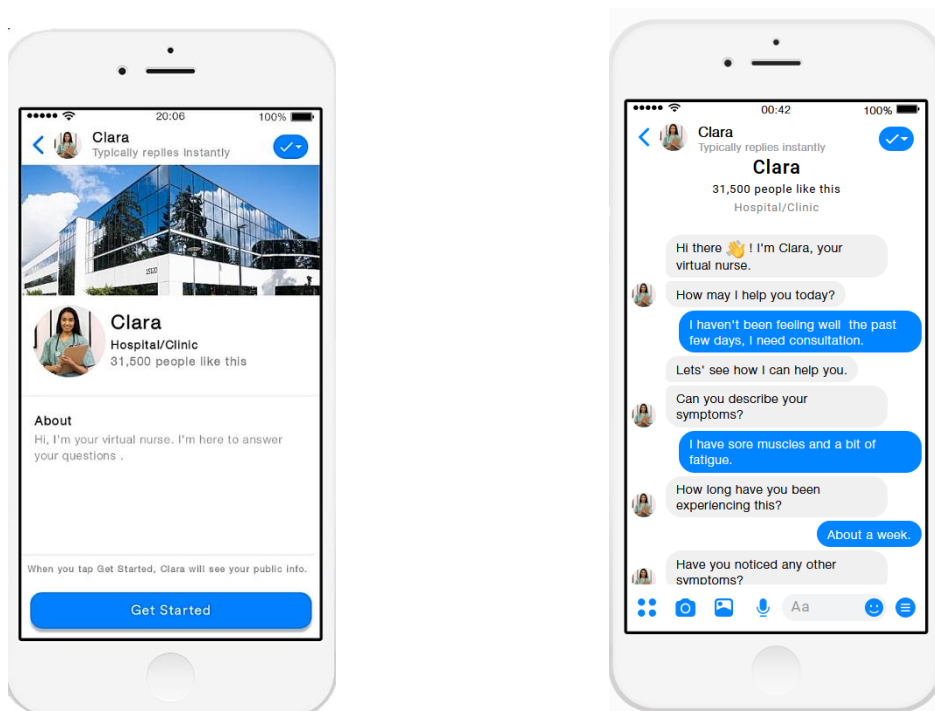 20:06
100%
Clara
Typically replies Instantly
Clara
Hospital/Clinic
31,500 people like this
About
Hi, I'm your virtual nurse. I'm here to answer
your questions .
When you tap Get Started, Clara will see your public info.
Get Started
00:42
100%
Clara
Typically replies instantly
Clara
31,500 people like this
Hospital/Clinic
Hi there 👋 ! I'm Clara, your
virtual nurse.
How may I help you today?
I haven't been feeling well  the past
few days, I need consultation.
Lets' see how I can help you.
Can you describe your
symptoms?
I have sore muscles and a bit of
fatigue.
How long have you been
experiencing this?
About a week.
Have you noticed any other
symptoms?
Aa